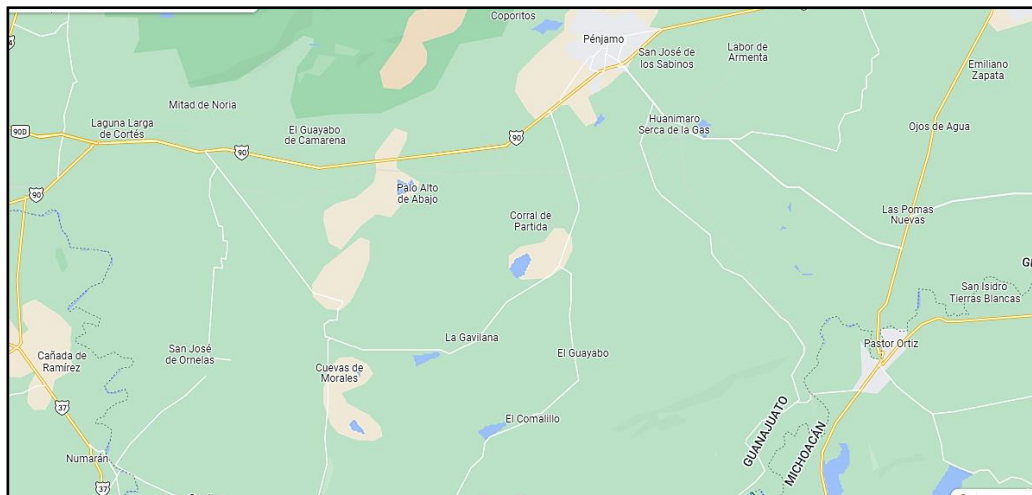 Coporitos
Pénjamo
San José de
los Sabinos
Labor de
Armenta
Emiliano
Zapata
Mitad de Noria
Laguna Larga
de Cortés
90D
El Guayabo
de Camarena
90
90
Huanimaro
Serca de la Gas
Ojos de Agua
90
Palo Alto
de Abajo
Corral de
Partida
Las Pomas
Nuevas
San Isidro
Tierras Blancas
La Gavilana
El Guayabo
Pastor Ortiz
Cañada de
Ramírez
San José
de Ornelas
Cuevas de
Morales
37
El Comalillo
GUANAJUATO
MICHOACÁN
Numarán
37